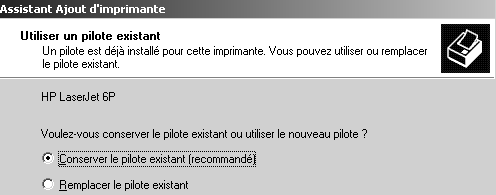 Assistant Ajout d'imprimante
Utiliser un pilote existant
Un pilote est déjà installé pour cette imprimante. Vous pouvez utiliser ou remplacer
le pilote existant.
HP LaserJet 6P
Voulez-vous conserver le pilote existant ou utiliser le nouveau pilote ?
Conserver le pilote existant (recommandé)
Remplacer le pilote existant